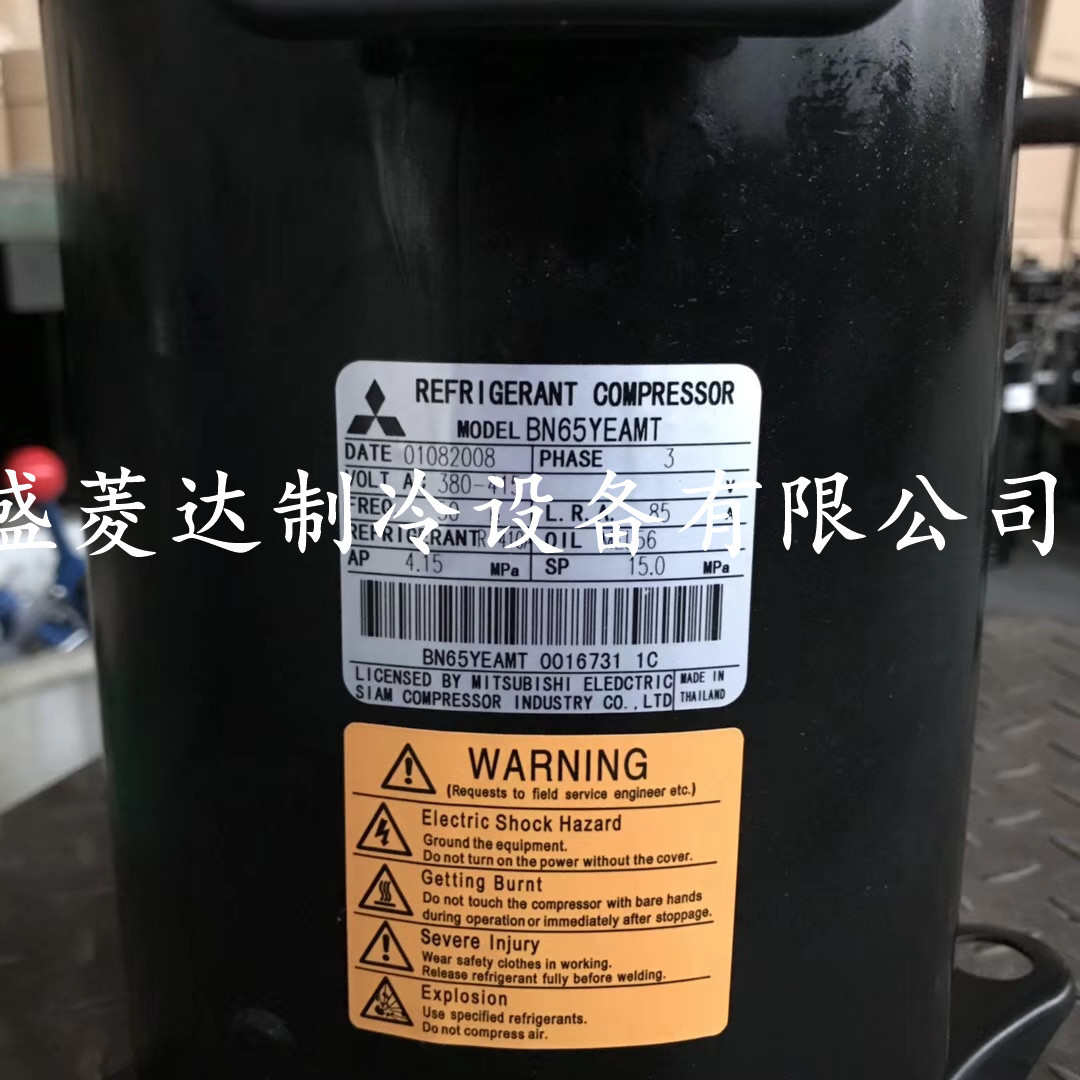 REFRIGERANT COMPRESSOR
MODEL BN65YEAMT
DATE 01082008 PHASE 3
VOLT AC 380- V
盛菱达制冷设备有限公司
FREQ L.R.A. 85
REFRIGERANT OIL
AP 4.15 MPa SP 15.0 MPa
BN65YEAMT 0016731 1C
LICENSED BY MITSUBISHI ELEDCTRIC MADE IN
SIAM COMPRESSOR INDUSTRY CO.,LTD THAILAND
WARNING
(Requests to field service engineer etc.)
Electric Shock Hazard
Ground the equipment.
Do not turn on the power without the cover.
Getting Burnt
Do not touch the compressor with bare hands
during operation or immediately after stoppage.
Severe Injury
Wear safety clothes in working.
Release refrigerant fully before welding.
Explosion
Use specified refrigerants.
Do not compress air.